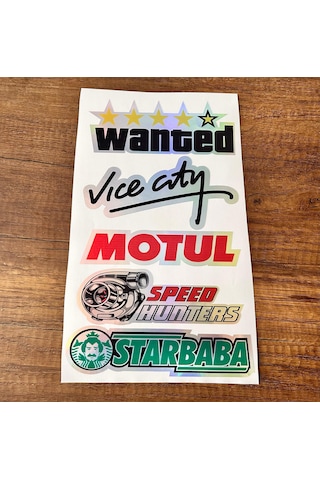 wanted
Vice City
MOTUL
SPEED
HUNTERS
STARBABA